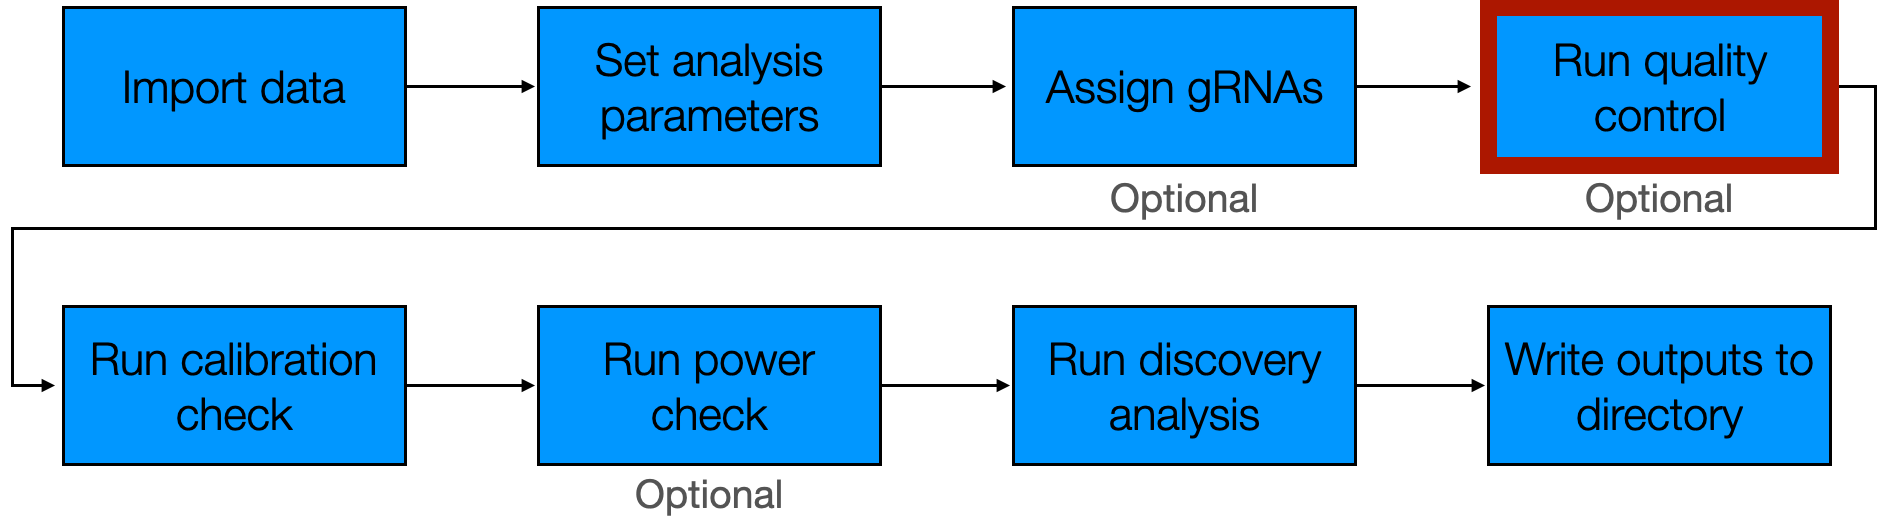 Import data
Set analysis
parameters
Assign gRNAs
Optional
Run quality
control
Optional
Run calibration
check
Run power
check
Optional
Run discovery
analysis
Write outputs to
directory